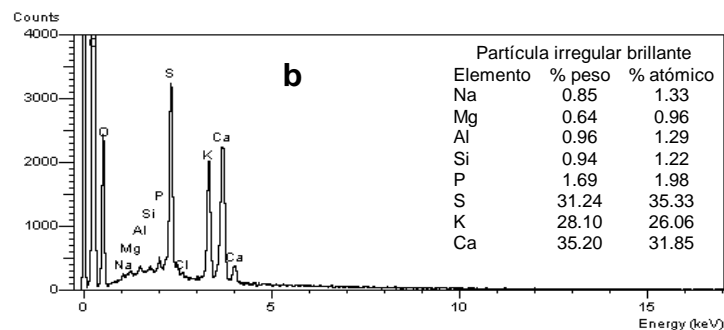 Counts
4000
3000
2000
1000
0
C
O
Na
Mg
Al
Si
P
S
Cl
K
Ca
Ca
b
0 5 10 15
Energy (keV)
Partícula irregular brillante
Elemento % peso % atómico
Na 0.85 1.33
Mg 0.64 0.96
Al 0.96 1.29
Si 0.94 1.22
P 1.69 1.98
S 31.24 35.33
K 28.10 26.06
Ca 35.20 31.85